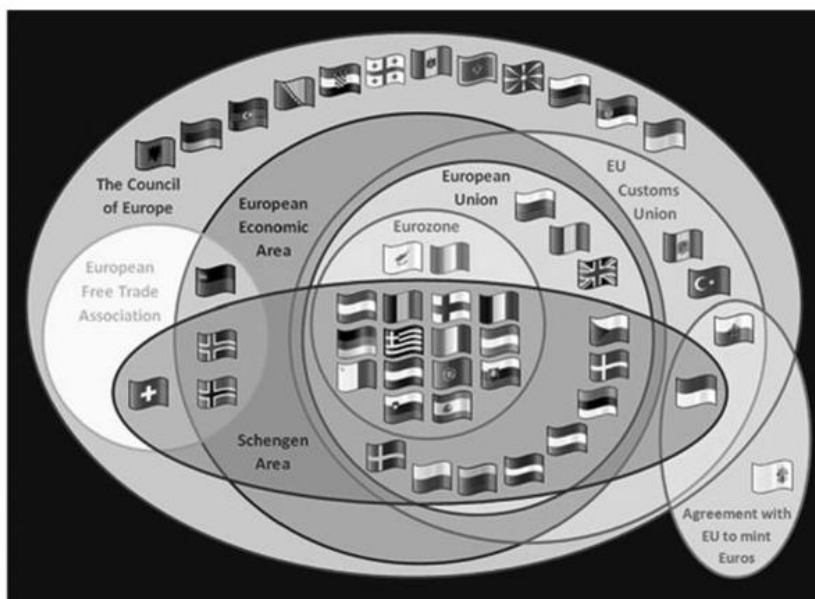 The Council
of Europe
European
Economic
Area
European
Union
EU
Customs
Union
Eurozone
European
Free Trade
Association
Schengen
Area
Agreement with
EU to mint
Euros